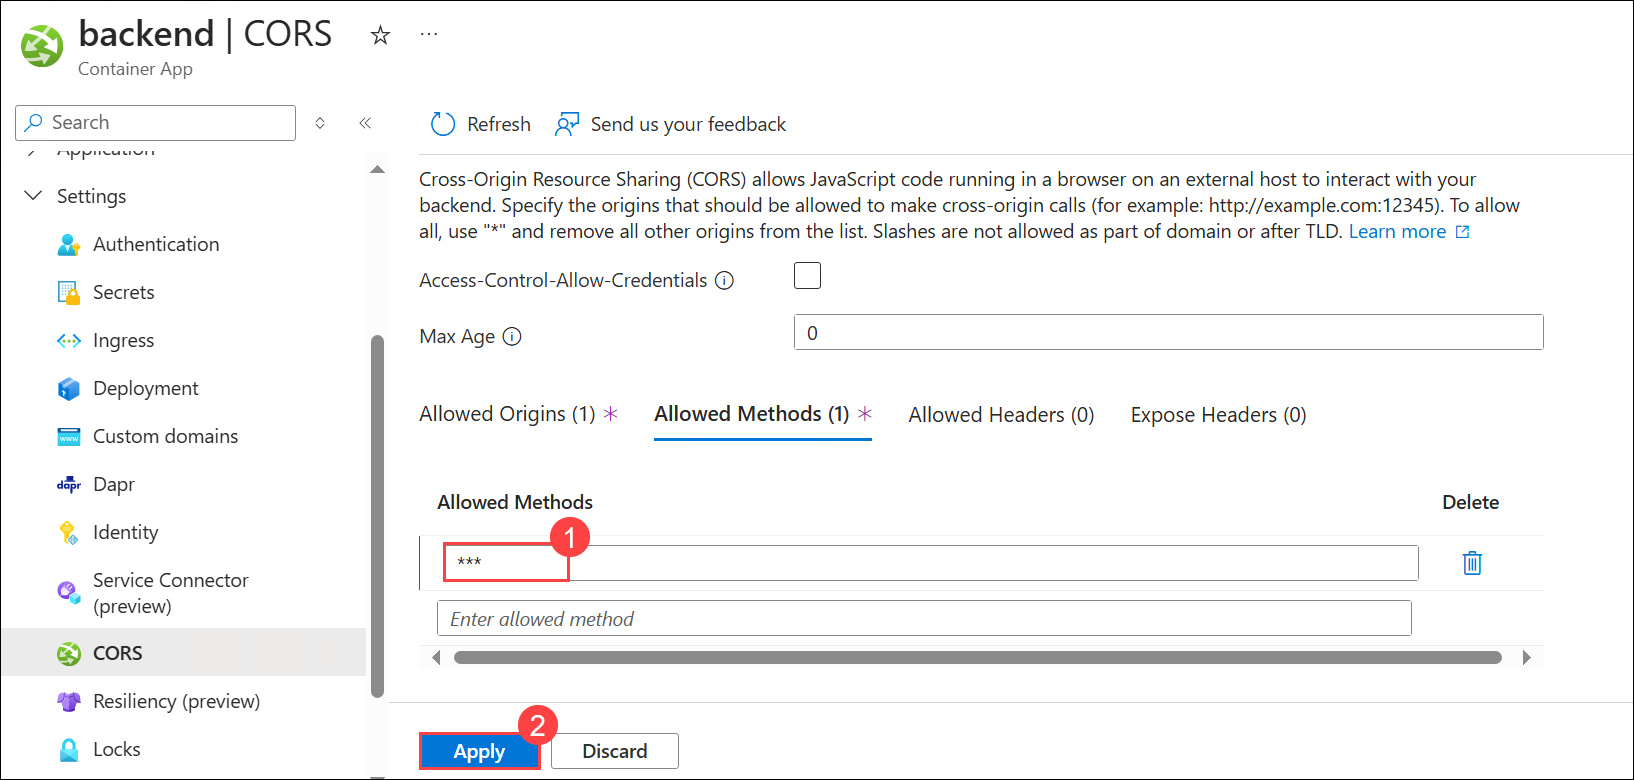 backend | CORS
...
Container App
Search
Refresh
Send us your feedback
Application
Settings
Authentication
Secrets
Ingress
Deployment
Custom domains
Dapr
Identity
Service Connector
(preview)
CORS
Resiliency (preview)
Locks
Cross-Origin Resource Sharing (CORS) allows JavaScript code running in a browser on an external host to interact with your
backend. Specify the origins that should be allowed to make cross-origin calls (for example: http://example.com:12345). To allow
all, use "*" and remove all other origins from the list. Slashes are not allowed as part of domain or after TLD. Learn more
Access-Control-Allow-Credentials
Max Age
0
Allowed Origins (1) * Allowed Methods (1) * Allowed Headers (0) Expose Headers (0)
Allowed Methods Delete
1
***
Enter allowed method
2
Apply Discard